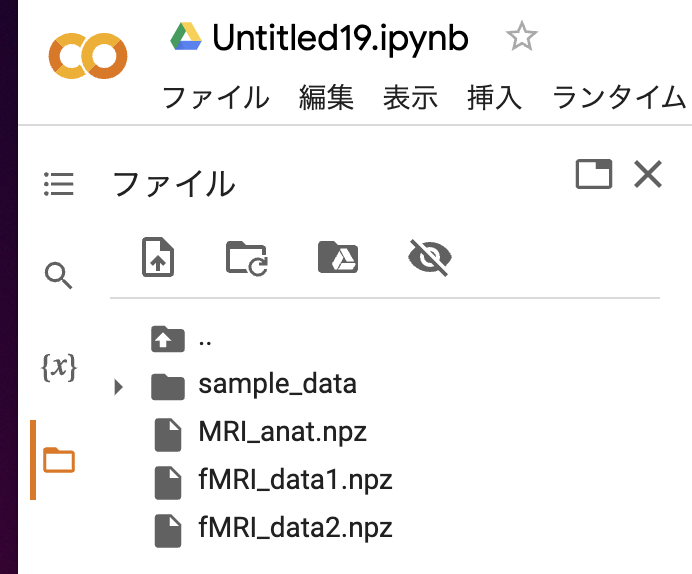 Untitled19.ipynb
ファイル 編集 表示 挿入 ランタイム
ファイル
{x}
..
sample_data
MRI_anat.npz
fMRI_data1.npz
fMRI_data2.npz